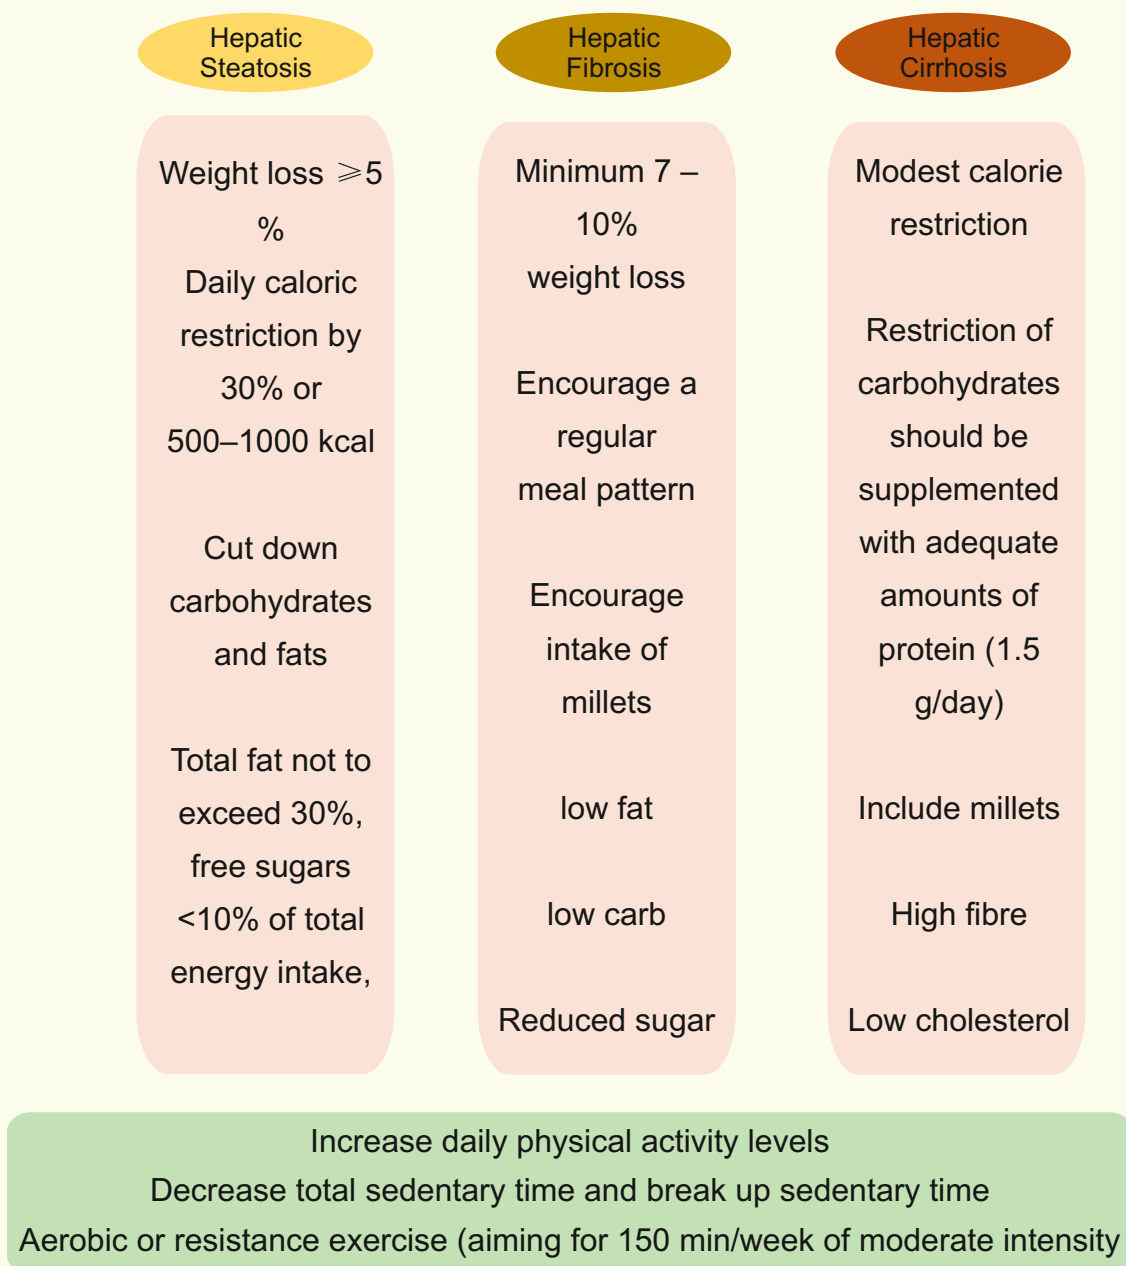 Hepatic
Steatosis
Weight loss ⩾5
%
Daily caloric
restriction by
30% or
500–1000 kcal
Cut down
carbohydrates
and fats
Total fat not to
exceed 30%,
free sugars
<10% of total
energy intake,
Hepatic
Fibrosis
Minimum 7 –
10%
weight loss
Encourage a
regular
meal pattern
Encourage
intake of
millets
low fat
low carb
Reduced sugar
Hepatic
Cirrhosis
Modest calorie
restriction
Restriction of
carbohydrates
should be
supplemented
with adequate
amounts of
protein (1.5
g/day)
Include millets
High fibre
Low cholesterol
Increase daily physical activity levels
Decrease total sedentary time and break up sedentary time
Aerobic or resistance exercise (aiming for 150 min/week of moderate intensity